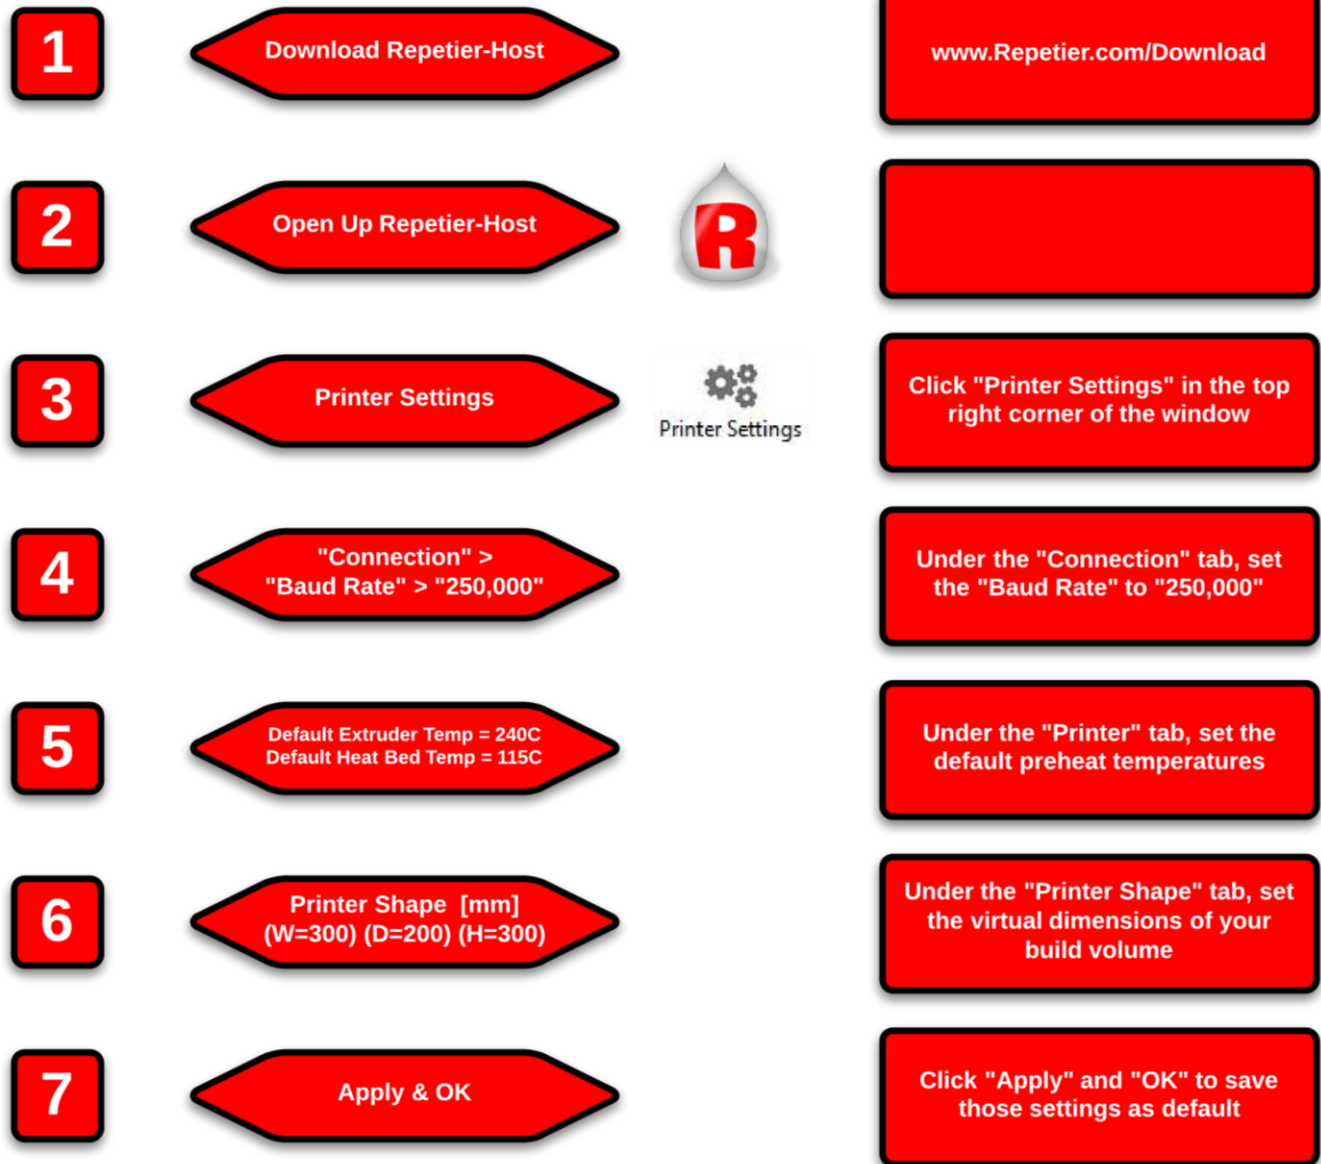 1
Download Repetier-Host
www.Repetier.com/Download
2
Open Up Repetier-Host
R
3
Printer Settings
Printer Settings
Click "Printer Settings" in the top
right corner of the window
4
"Connection" >
"Baud Rate" > "250,000"
Under the "Connection" tab, set
the "Baud Rate" to "250,000"
5
Default Extruder Temp = 240C
Default Heat Bed Temp = 115C
Under the "Printer" tab, set the
default preheat temperatures
6
Printer Shape  [mm]
(W=300) (D=200) (H=300)
Under the "Printer Shape" tab, set
the virtual dimensions of your
build volume
7
Apply & OK
Click "Apply" and "OK" to save
those settings as default